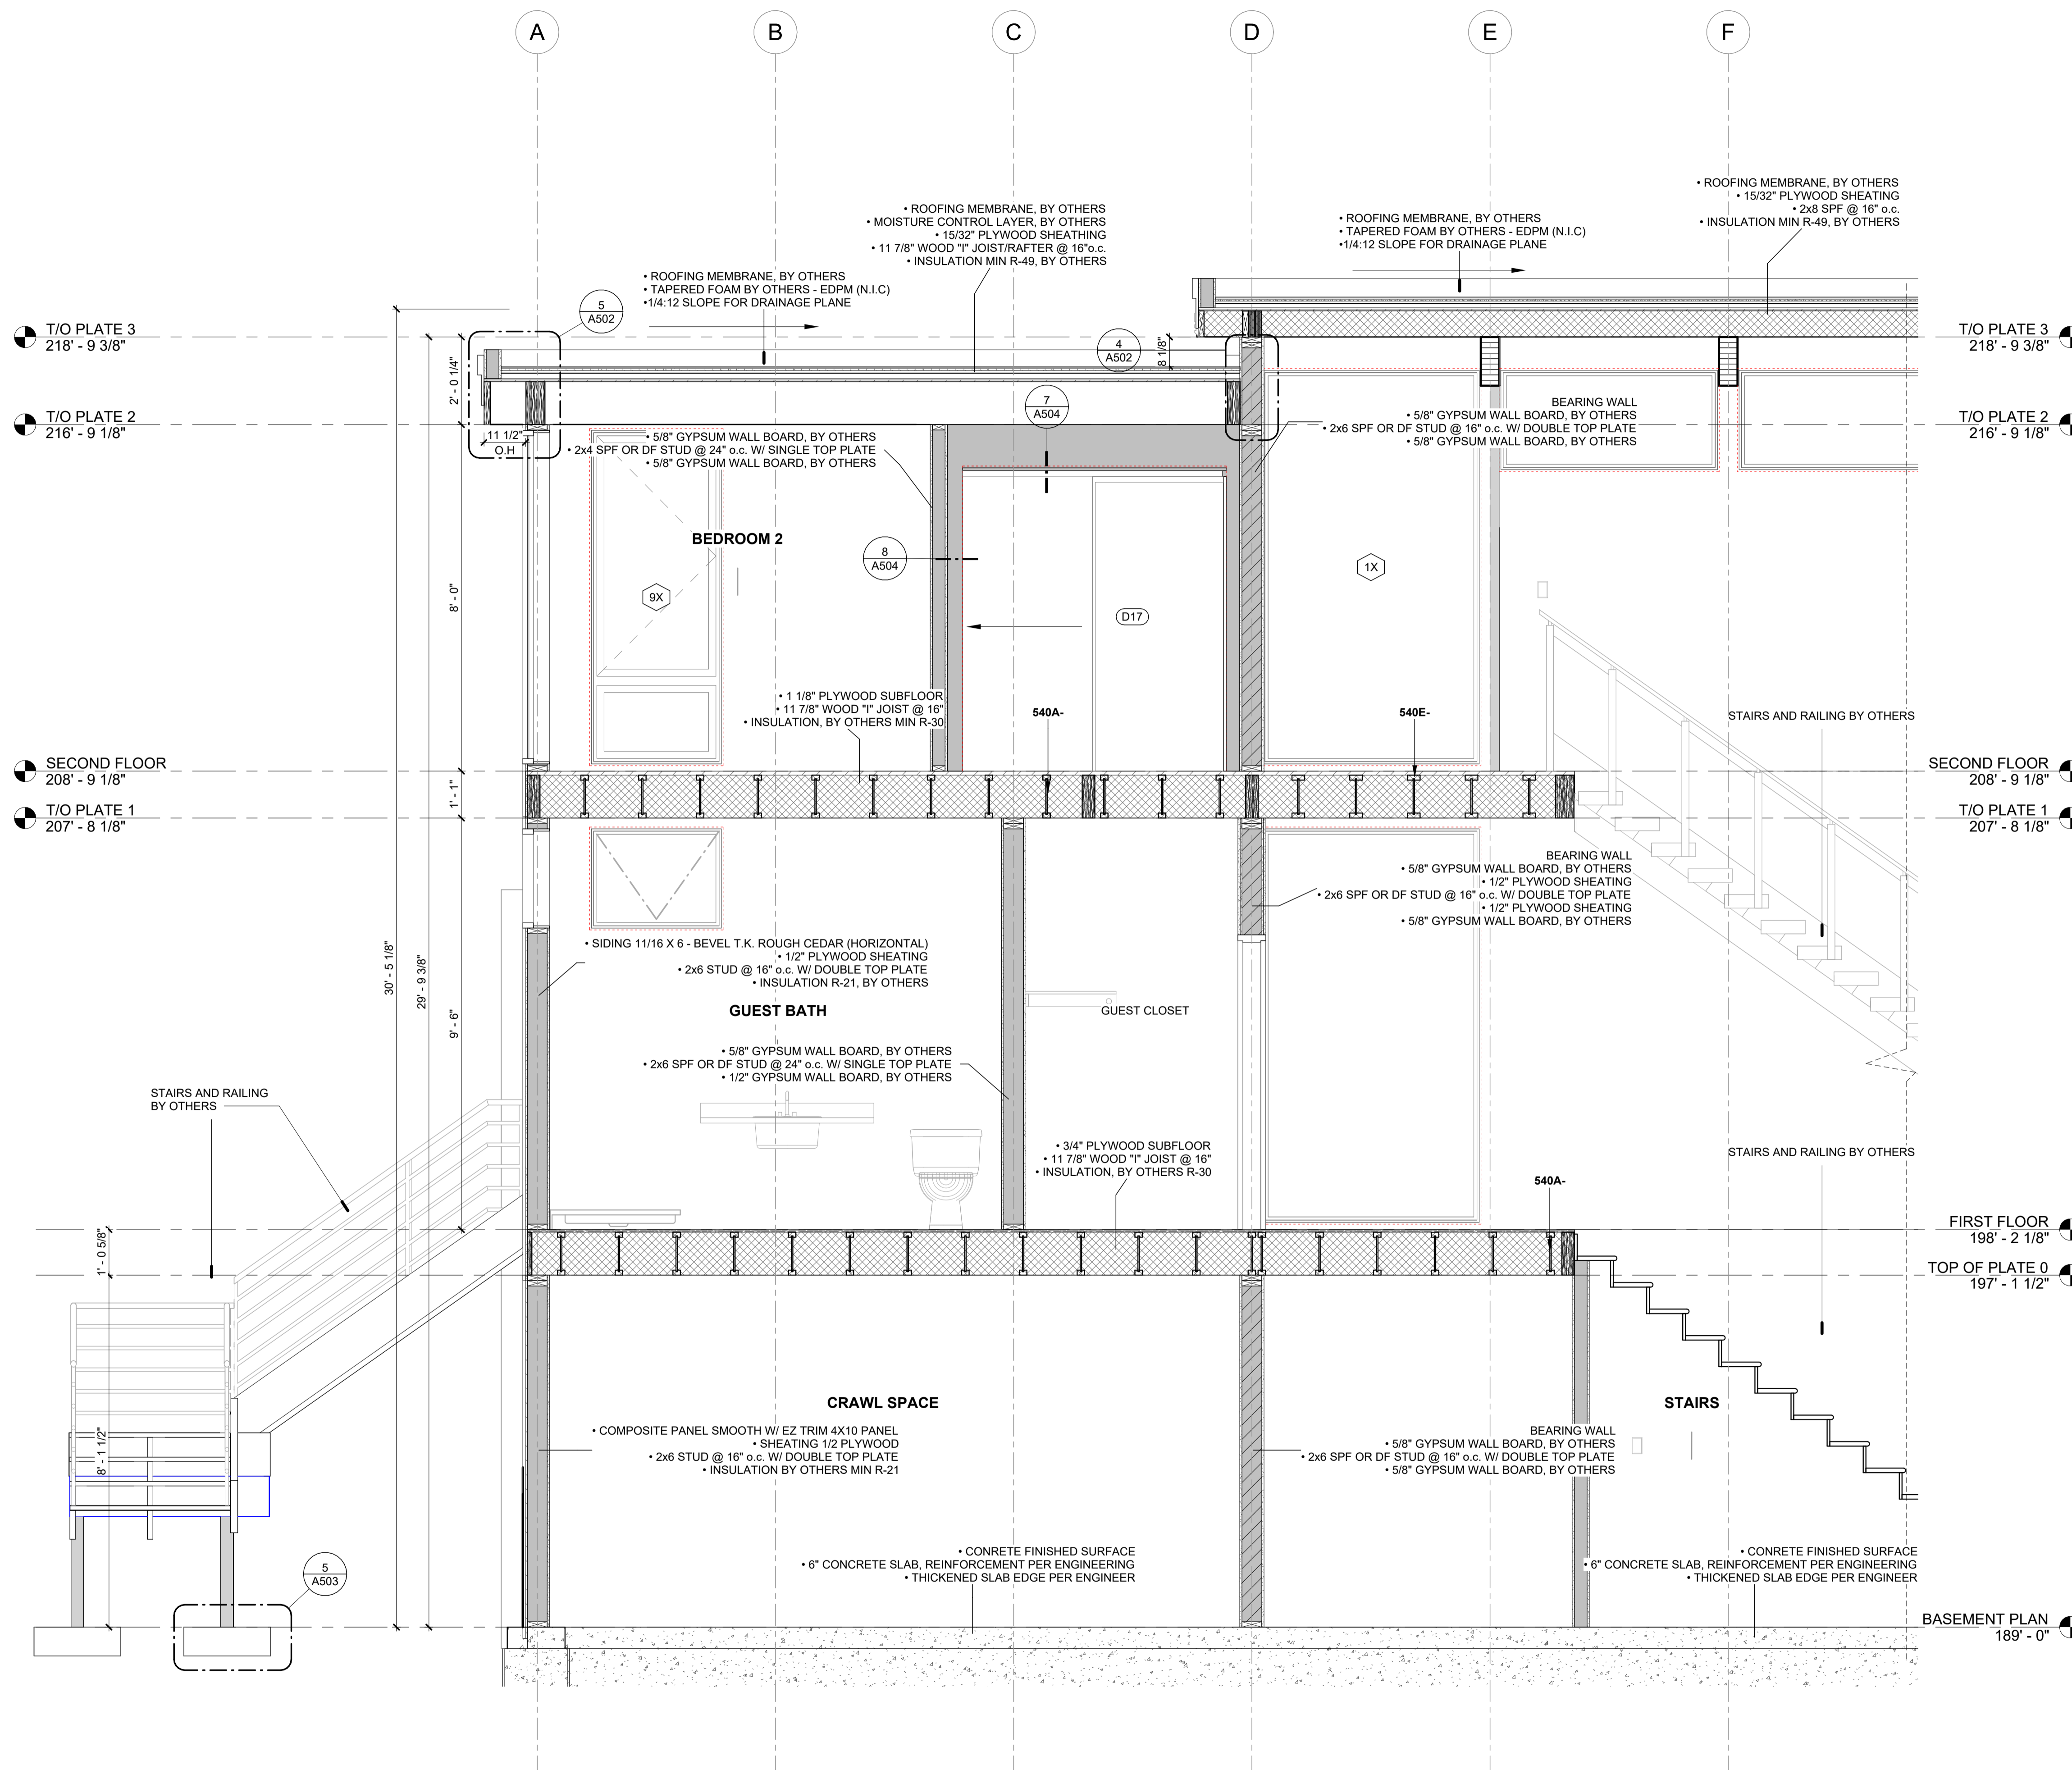 A B C D E F
• ROOFING MEMBRANE, BY OTHERS
• 15/32" PLYWOOD SHEATING
• 2x8 SPF @ 16" o.c.
• INSULATION MIN R-49, BY OTHERS
• ROOFING MEMBRANE, BY OTHERS
• MOISTURE CONTROL LAYER, BY OTHERS
• 15/32" PLYWOOD SHEATHING
• 11 7/8" WOOD "I" JOIST/RAFTER @ 16"o.c.
• INSULATION MIN R-49, BY OTHERS
• ROOFING MEMBRANE, BY OTHERS
• TAPERED FOAM BY OTHERS - EDPM (N.I.C)
•1/4:12 SLOPE FOR DRAINAGE PLANE
• ROOFING MEMBRANE, BY OTHERS
• TAPERED FOAM BY OTHERS - EDPM (N.I.C)
•1/4:12 SLOPE FOR DRAINAGE PLANE
5
A502
T/O PLATE 3
218' - 9 3/8"
4
A502
8 1/8"
T/O PLATE 3
218' - 9 3/8"
2' - 0 1/4"
7
A504
T/O PLATE 2
216' - 9 1/8"
11 1/2"
O.H
• 5/8" GYPSUM WALL BOARD, BY OTHERS
• 2x4 SPF OR DF STUD @ 24" o.c. W/ SINGLE TOP PLATE
• 5/8" GYPSUM WALL BOARD, BY OTHERS
BEARING WALL
• 5/8" GYPSUM WALL BOARD, BY OTHERS
• 2x6 SPF OR DF STUD @ 16" o.c. W/ DOUBLE TOP PLATE
• 5/8" GYPSUM WALL BOARD, BY OTHERS
T/O PLATE 2
216' - 9 1/8"
BEDROOM 2
8
A504
9X
1X
8' - 0"
D17
• 1 1/8" PLYWOOD SUBFLOOR
• 11 7/8" WOOD "I" JOIST @ 16"
• INSULATION, BY OTHERS MIN R-30
540A-
540E-
STAIRS AND RAILING BY OTHERS
SECOND FLOOR
208' - 9 1/8"
SECOND FLOOR
208' - 9 1/8"
1' - 1"
T/O PLATE 1
207' - 8 1/8"
T/O PLATE 1
207' - 8 1/8"
BEARING WALL
• 5/8" GYPSUM WALL BOARD, BY OTHERS
• 1/2" PLYWOOD SHEATING
• 2x6 SPF OR DF STUD @ 16" o.c. W/ DOUBLE TOP PLATE
• 1/2" PLYWOOD SHEATING
• 5/8" GYPSUM WALL BOARD, BY OTHERS
30' - 5 1/8"
29' - 9 3/8"
9' - 6"
• SIDING 11/16 X 6 - BEVEL T.K. ROUGH CEDAR (HORIZONTAL)
• 1/2" PLYWOOD SHEATING
• 2x6 STUD @ 16" o.c. W/ DOUBLE TOP PLATE
• INSULATION R-21, BY OTHERS
GUEST BATH
GUEST CLOSET
• 5/8" GYPSUM WALL BOARD, BY OTHERS
• 2x6 SPF OR DF STUD @ 24" o.c. W/ SINGLE TOP PLATE
• 1/2" GYPSUM WALL BOARD, BY OTHERS
STAIRS AND RAILING
BY OTHERS
• 3/4" PLYWOOD SUBFLOOR
• 11 7/8" WOOD "I" JOIST @ 16"
• INSULATION, BY OTHERS R-30
STAIRS AND RAILING BY OTHERS
540A-
FIRST FLOOR
198' - 2 1/8"
1' - 0 5/8"
TOP OF PLATE 0
197' - 1 1/2"
CRAWL SPACE
STAIRS
8' - 1 1/2"
• COMPOSITE PANEL SMOOTH W/ EZ TRIM 4X10 PANEL
• SHEATING 1/2 PLYWOOD
• 2x6 STUD @ 16" o.c. W/ DOUBLE TOP PLATE
• INSULATION BY OTHERS MIN R-21
BEARING WALL
• 5/8" GYPSUM WALL BOARD, BY OTHERS
• 2x6 SPF OR DF STUD @ 16" o.c. W/ DOUBLE TOP PLATE
• 5/8" GYPSUM WALL BOARD, BY OTHERS
5
A503
• CONRETE FINISHED SURFACE
• 6" CONCRETE SLAB, REINFORCEMENT PER ENGINEERING
• THICKENED SLAB EDGE PER ENGINEER
• CONRETE FINISHED SURFACE
• 6" CONCRETE SLAB, REINFORCEMENT PER ENGINEERING
• THICKENED SLAB EDGE PER ENGINEER
BASEMENT PLAN
189' - 0"